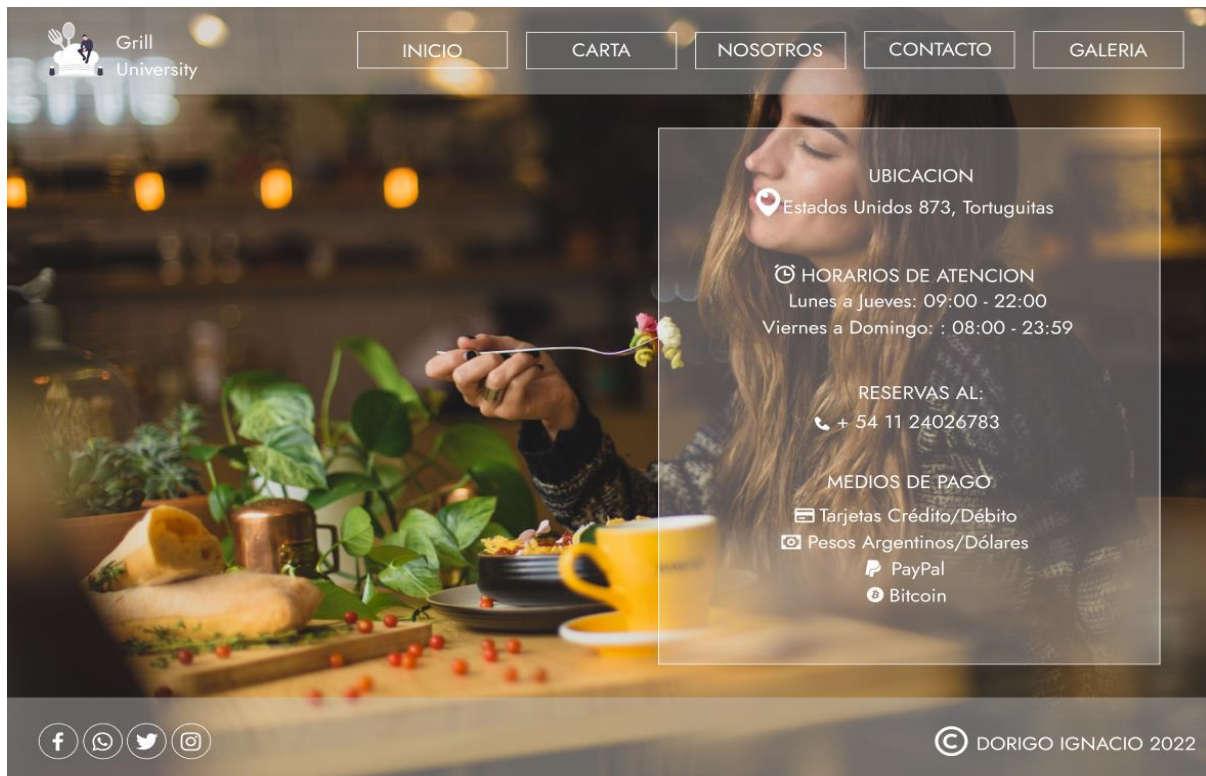 Grill
University
INICIO
CARTA
NOSOTROS
CONTACTO
GALERIA
UBICACION
Estados Unidos 873, Tortuguitas
HORARIOS DE ATENCION
Lunes a Jueves: 09:00 - 22:00
Viernes a Domingo: : 08:00 - 23:59
RESERVAS AL:
+ 54 11 24026783
MEDIOS DE PAGO
Tarjetas Crédito/Débito
Pesos Argentinos/Dólares
PayPal
Bitcoin
© DORIGO IGNACIO 2022